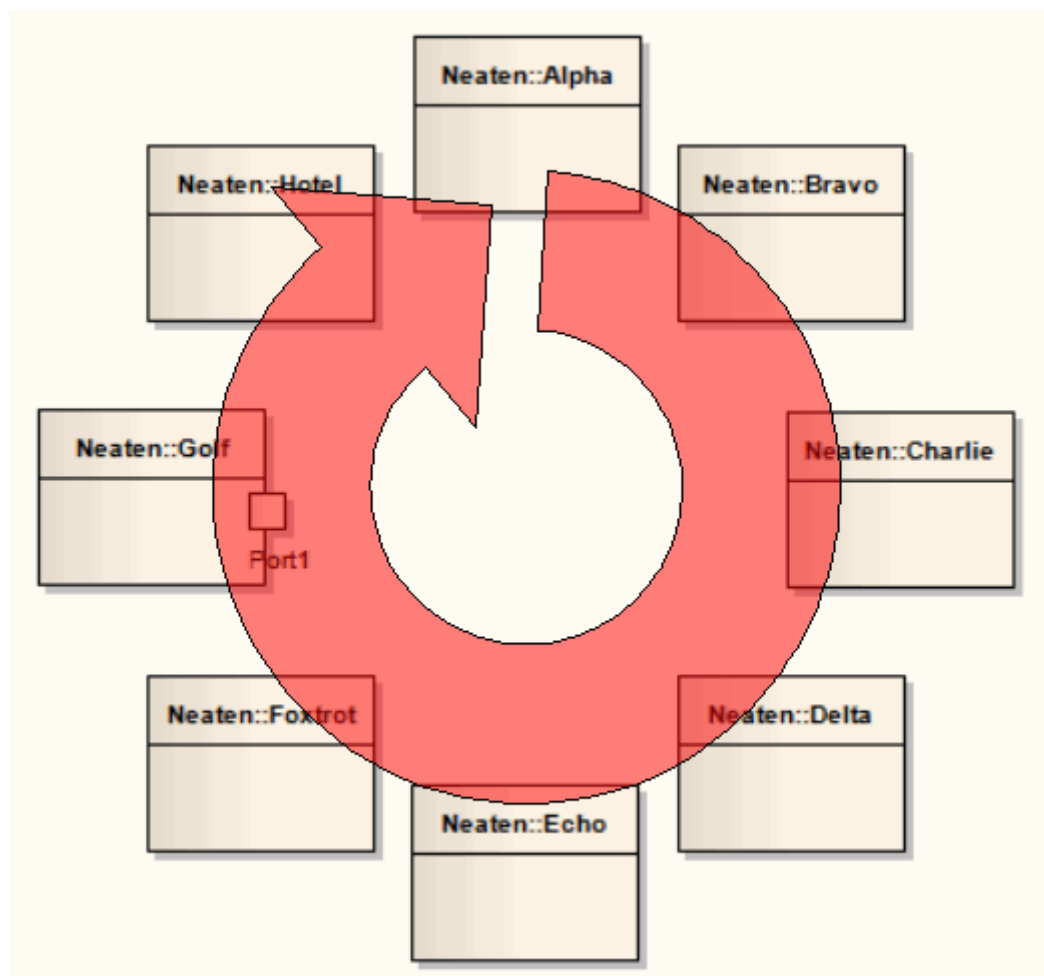 Neaten::Alpha
Neaten::Hotel
Neaten::Bravo
Neaten::Golf
Neaten::Charlie
Port1
Neaten::Foxtrot
Neaten::Delta
Neaten::Echo